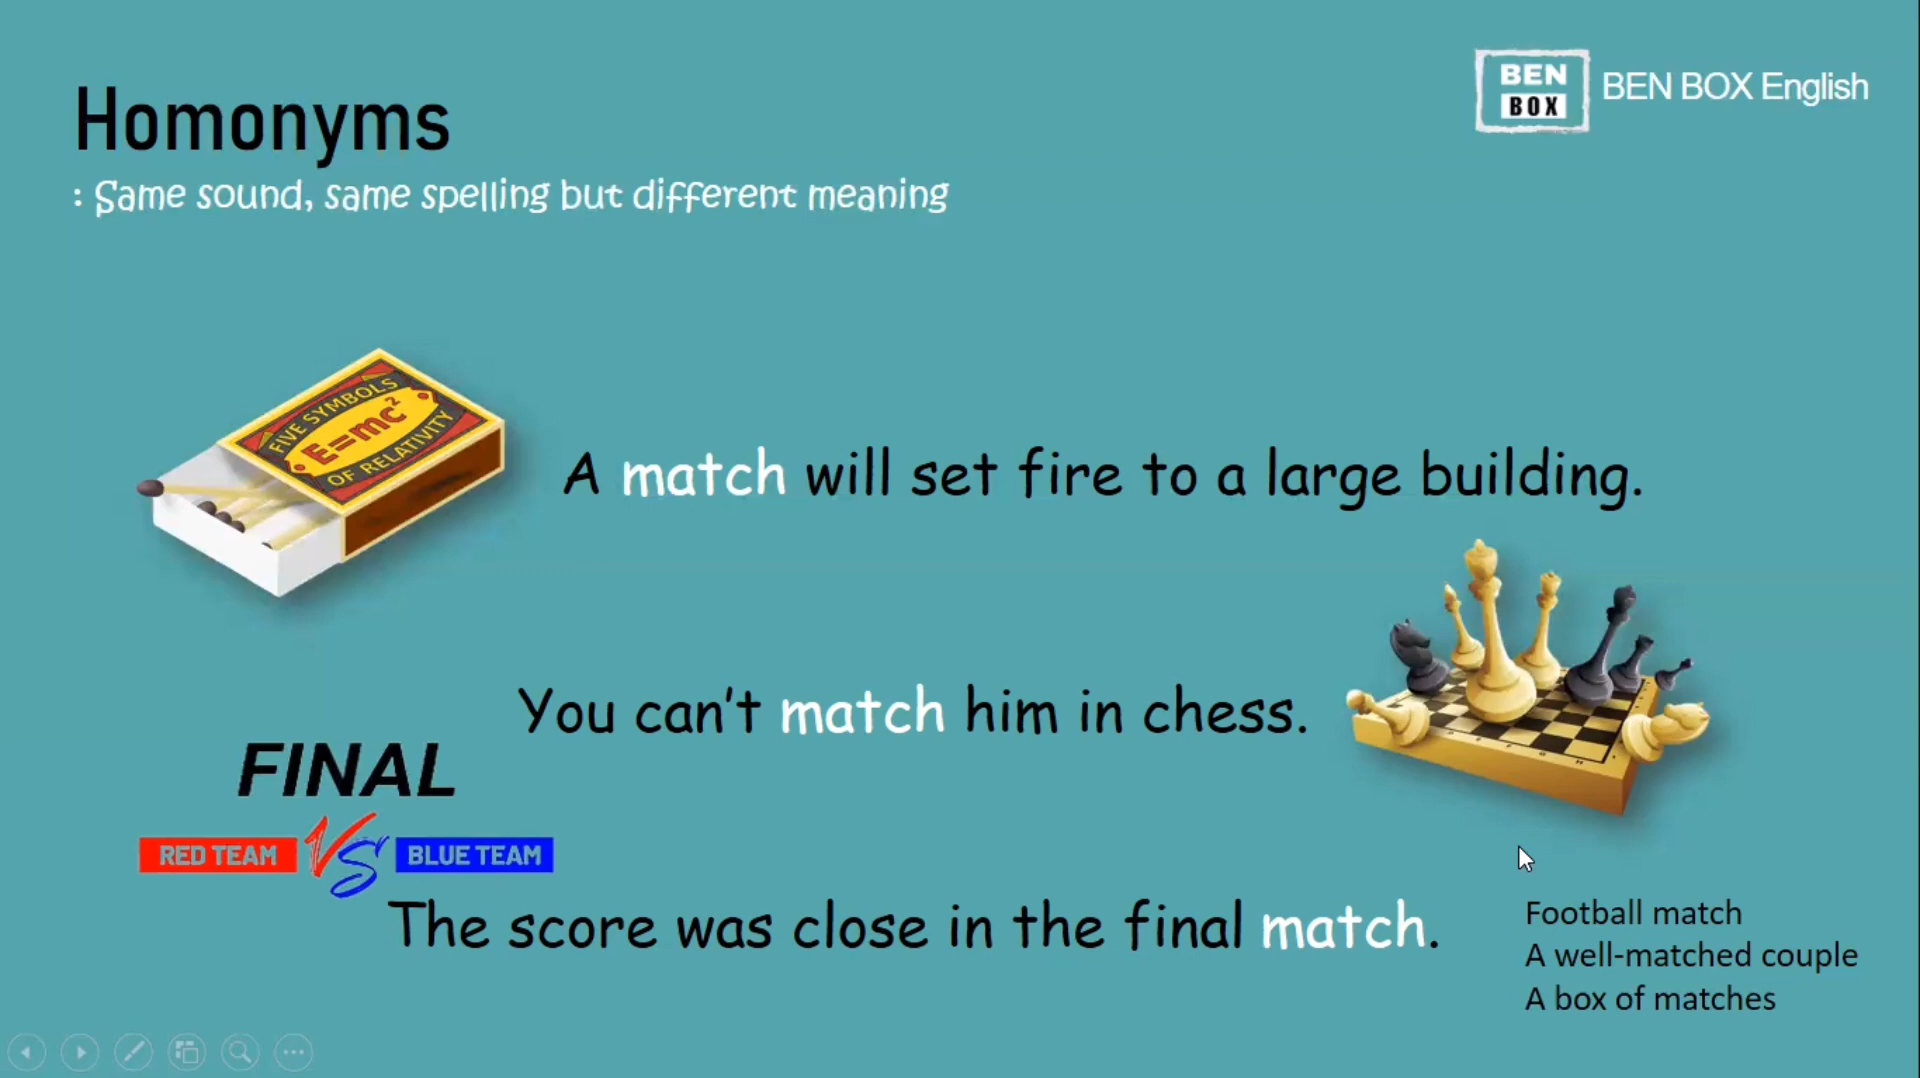 BEN
BOX
BEN BOX English
Homonyms
: Same sound, same spelling but different meaning
FIVE SYMBOLS
E=mc²
OF RELATIVITY
A match will set fire to a large building.
You can't match him in chess.
FINAL
RED TEAM VS BLUE TEAM
The score was close in the final match.
Football match
A well-matched couple
A box of matches